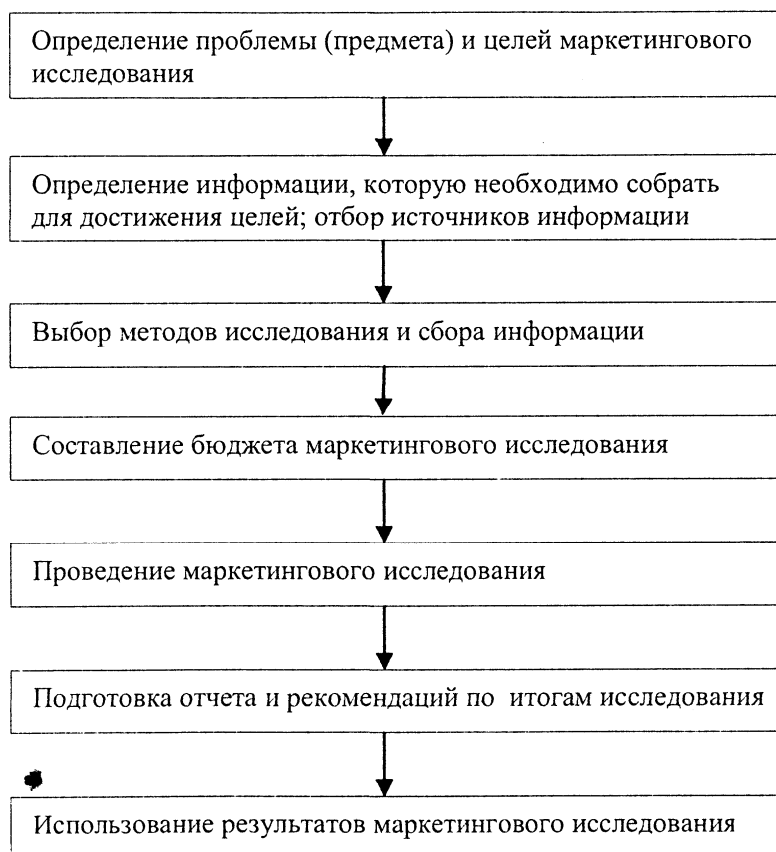 Определение проблемы (предмета) и целей маркетингового
исследования
Определение информации, которую необходимо собрать
для достижения целей; отбор источников информации
Выбор методов исследования и сбора информации
Составление бюджета маркетингового исследования
Проведение маркетингового исследования
Подготовка отчета и рекомендаций по итогам исследования
Использование результатов маркетингового исследования